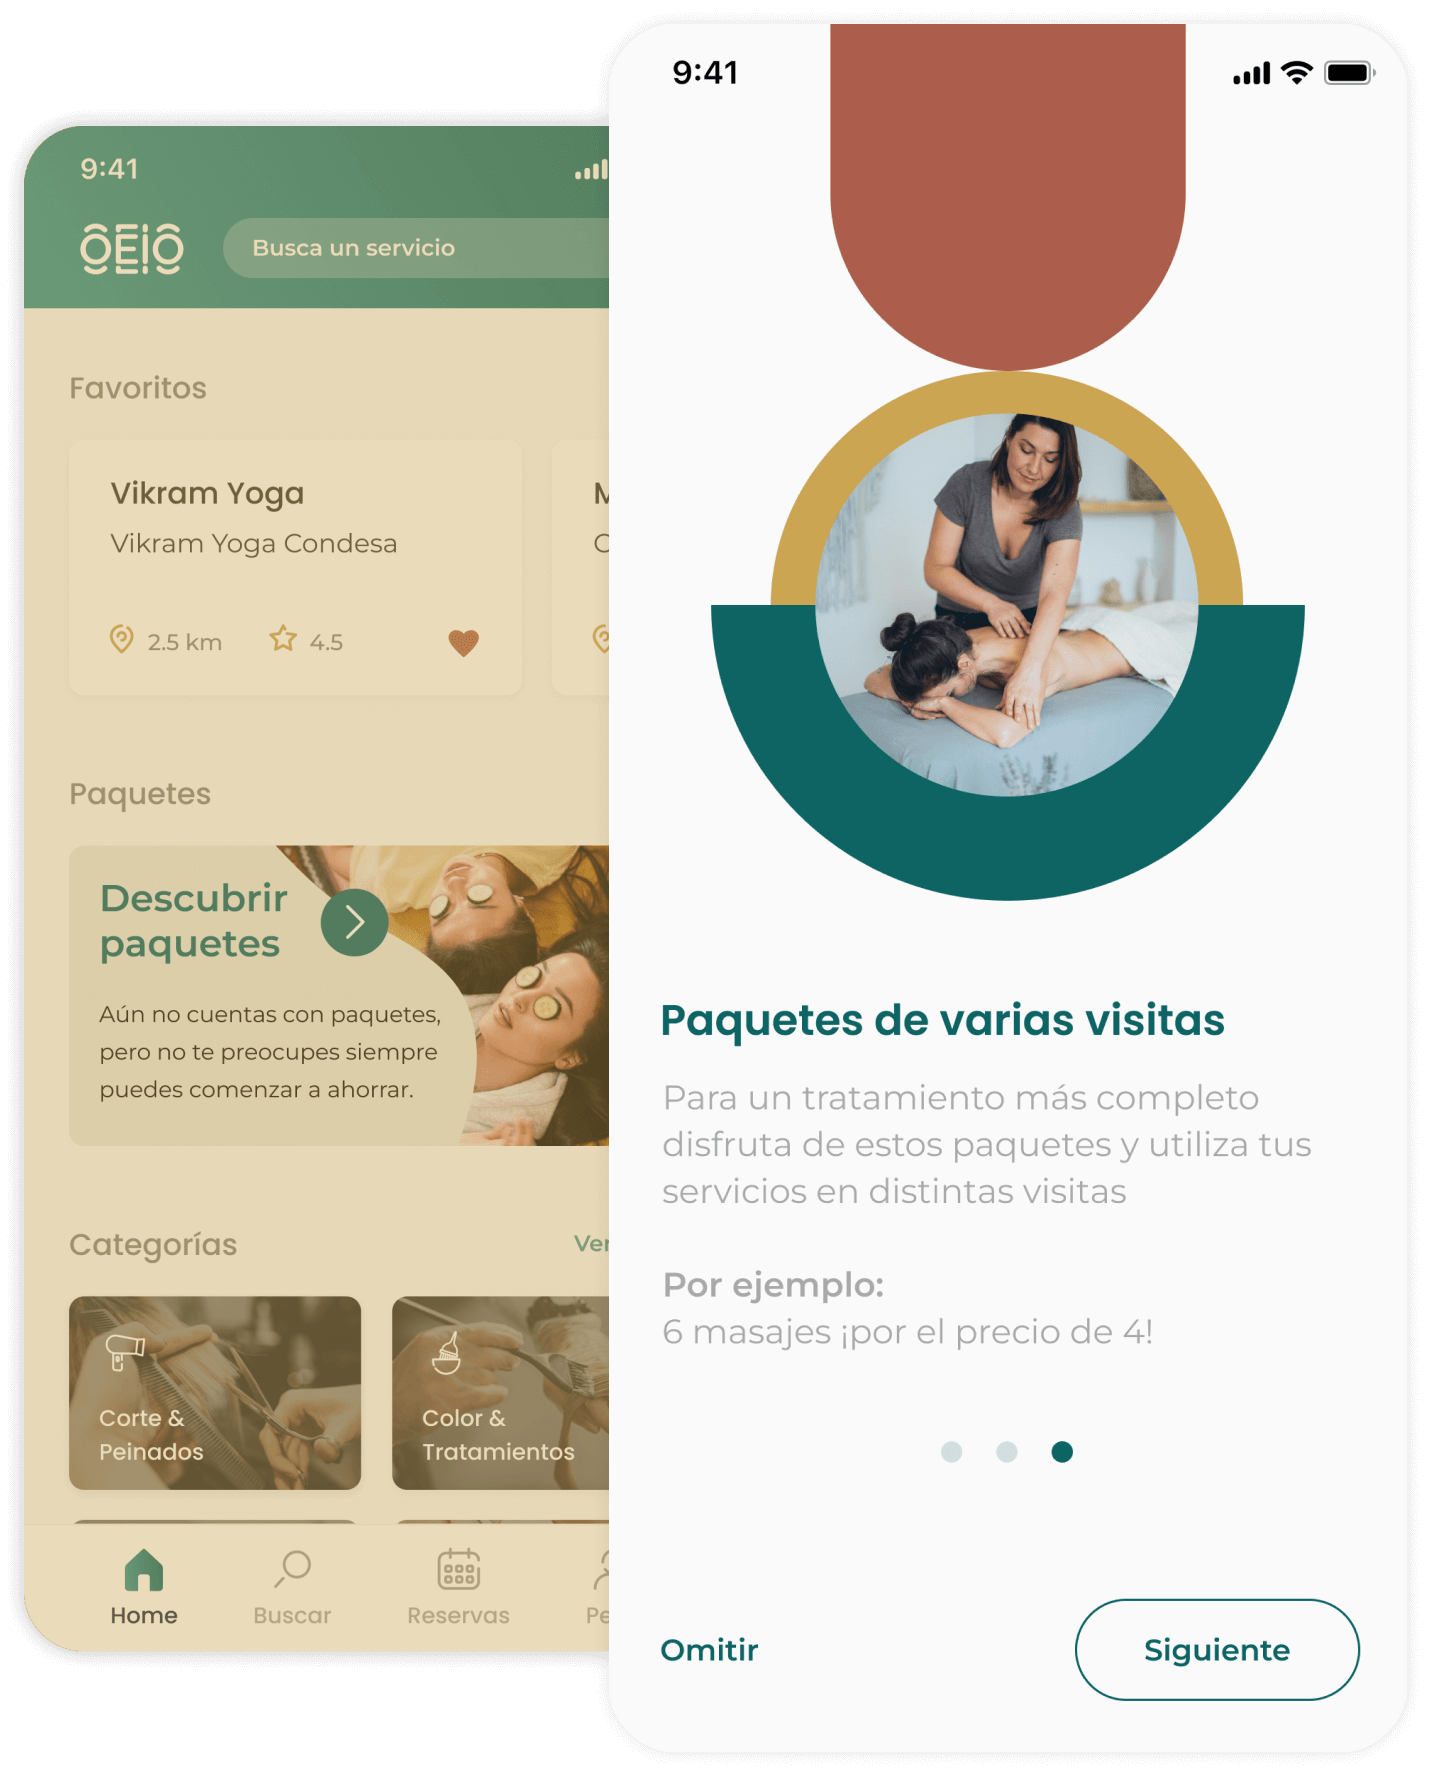 9:41
OEIO
Busca un servicio
Favoritos
Vikram Yoga
Vikram Yoga Condesa
2.5 km
4.5
Paquetes
Descubrir
paquetes
Aún no cuentas con paquetes,
pero no te preocupes siempre
puedes comenzar a ahorrar.
Categorías
Ver
Corte &
Peinados
Color &
Tratamientos
Home
Buscar
Reservas
9:41
Paquetes de varias visitas
Para un tratamiento más completo
disfruta de estos paquetes y utiliza tus
servicios en distintas visitas
Por ejemplo:
6 masajes ¡por el precio de 4!
Omitir
Siguiente